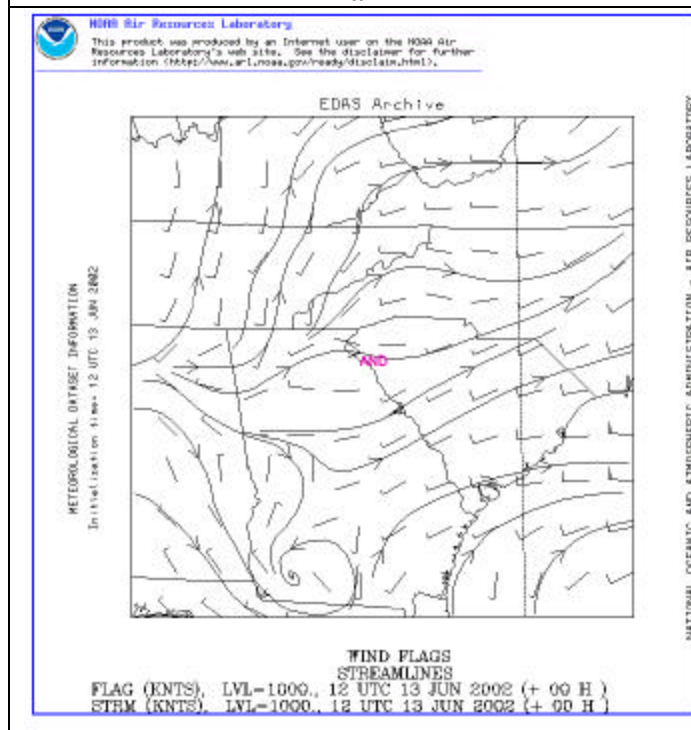 NOAA Air Resources Laboratory
This product was produced by an Internet user on the NOAA Air
Resources Laboratory's web site. See the disclaimer for further
information (http://www.arl.noaa.gov/ready/disclaim.html).
EDAS Archive
METEOROLOGICAL DATASET INFORMATION
Initialization time= 12 UTC 13 JUN 2002
AND
NATIONAL OCEANIC AND ATMOSPHERIC ADMINISTRATION - AIR RESOURCES LABORATORY
WIND FLAGS
STREAMLINES
FLAG (KNTS), LVL=1000., 12 UTC 13 JUN 2002 (+ 00 H )
STRM (KNTS), LVL=1000., 12 UTC 13 JUN 2002 (+ 00 H )